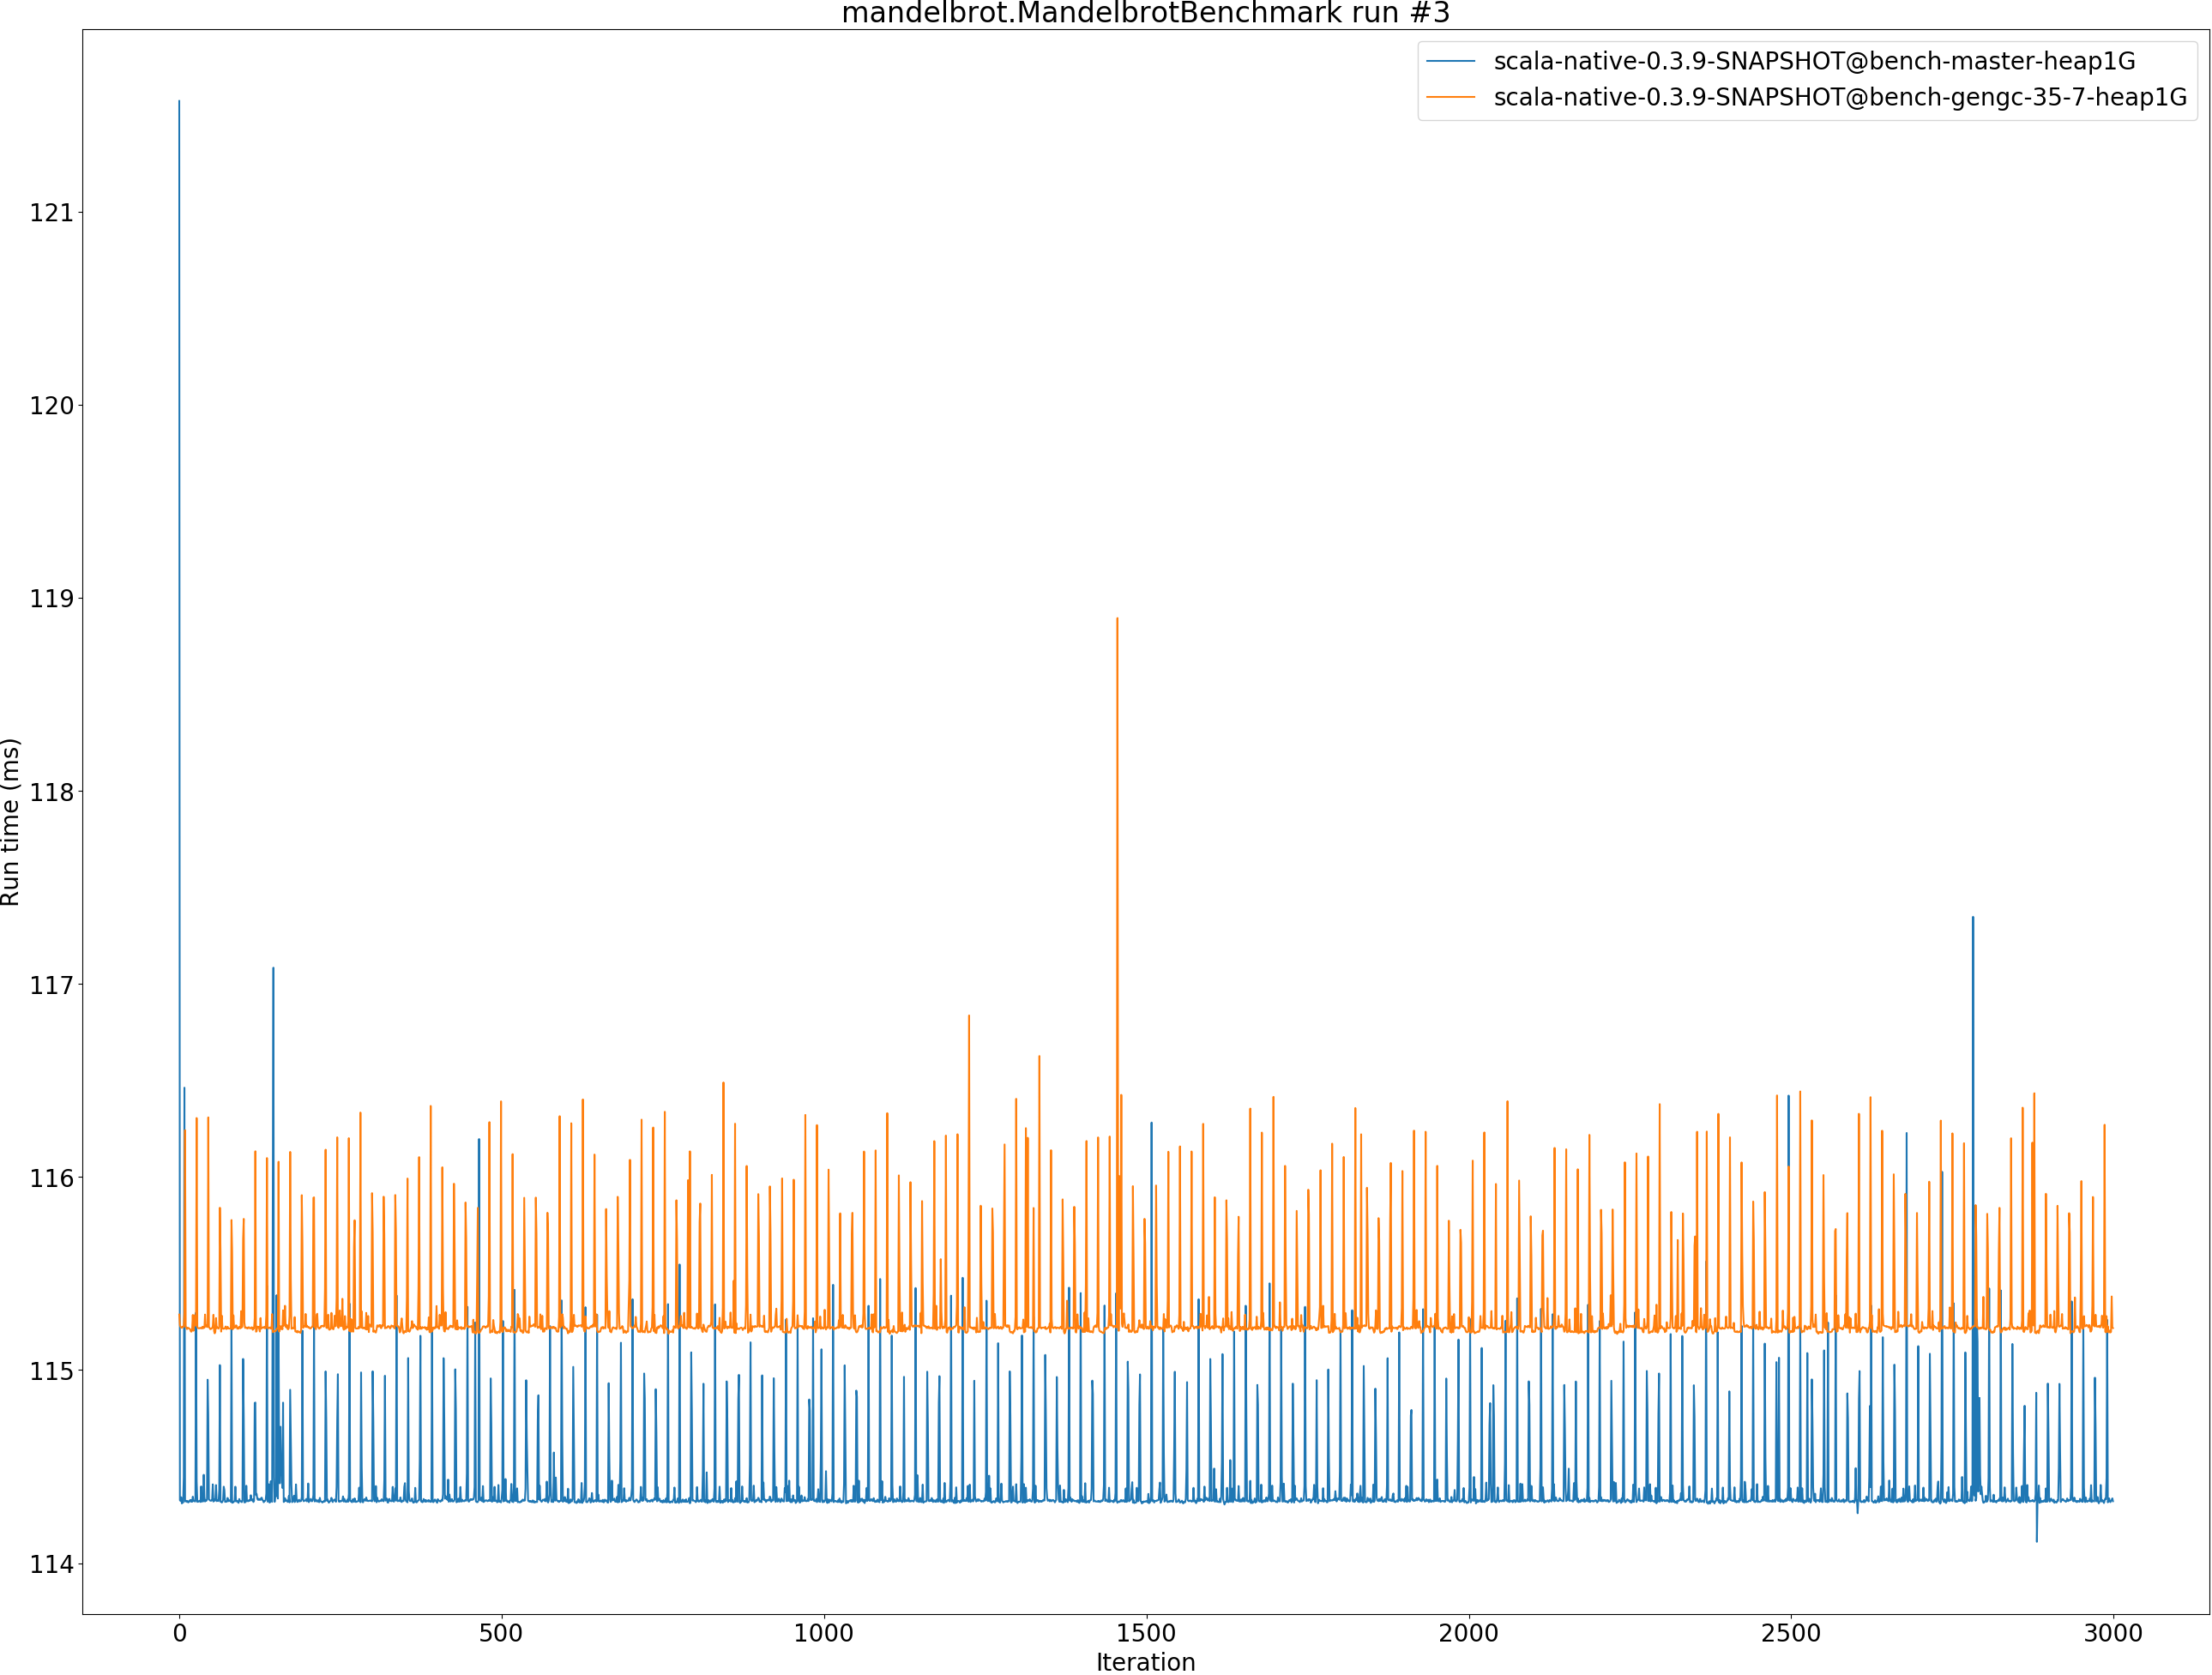 mandelbrot.MandelbrotBenchmark run #3
scala-native-0.3.9-SNAPSHOT@bench-master-heap1G
scala-native-0.3.9-SNAPSHOT@bench-gengc-35-7-heap1G
Run time (ms)
121
120
119
118
117
116
115
114
0 500 1000 1500 2000 2500 3000
Iteration